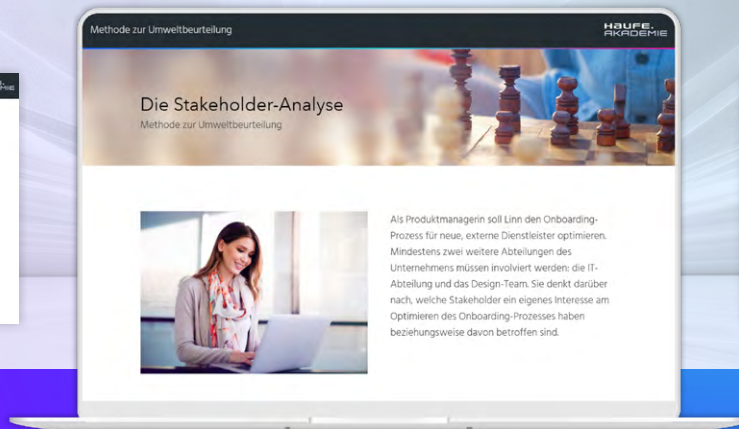 Methode zur Umweltbeurteilung
HAUFE.
AKADEMIE
Die Stakeholder-Analyse
Methode zur Umweltbeurteilung
Als Produktmanagerin soll Linn den Onboarding-
Prozess für neue, externe Dienstleister optimieren.
Mindestens zwei weitere Abteilungen des
Unternehmens müssen involviert werden: die IT-
Abteilung und das Design-Team. Sie denkt darüber
nach, welche Stakeholder ein eigenes Interesse am
Optimieren des Onboarding-Prozesses haben
beziehungsweise davon betroffen sind.